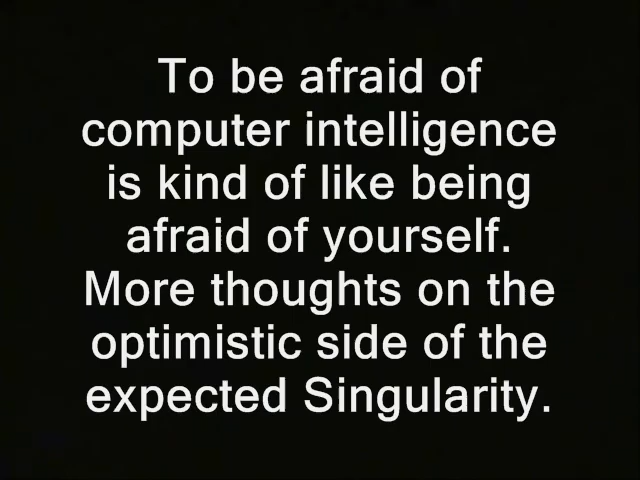 To be afraid of
computer intelligence
is kind of like being
afraid of yourself.
More thoughts on the
optimistic side of the
expected Singularity.